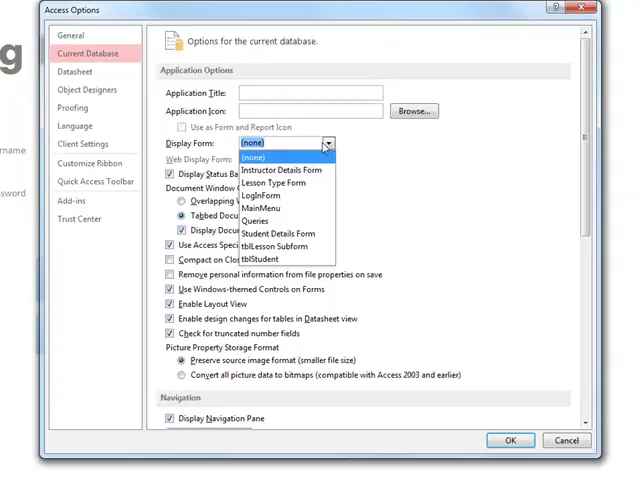 Access Options
General
Current Database
Datasheet
Object Designers
Proofing
Language
Client Settings
Customize Ribbon
Quick Access Toolbar
Add-ins
Trust Center
Options for the current database.
Application Options
Application Title:
Application Icon:
Browse...
Use as Form and Report Icon
Display Form:
(none)
Web Display Form:
(none)
Instructor Details Form
Lesson Type Form
LogInForm
MainMenu
Queries
Student Details Form
tblLesson Subform
tblStudent
Display Status Ba
Document Window O
Overlapping W
Tabbed Docu
Display Docu
Use Access Speci
Compact on Clos
Remove personal information from file properties on save
Use Windows-themed Controls on Forms
Enable Layout View
Enable design changes for tables in Datasheet view
Check for truncated number fields
Picture Property Storage Format
Preserve source image format (smaller file size)
Convert all picture data to bitmaps (compatible with Access 2003 and earlier)
Navigation
Display Navigation Pane
OK
Cancel
g
rname
sword